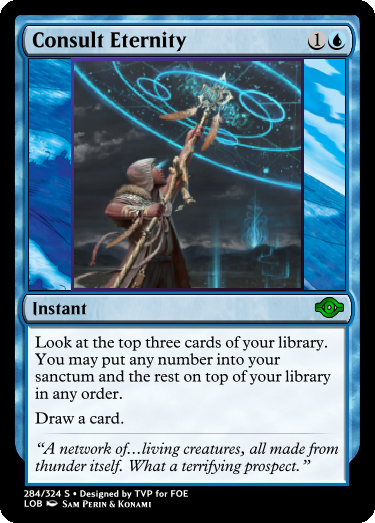 Consult Eternity 1
Instant
Look at the top three cards of your library.
You may put any number into your
sanctum and the rest on top of your library
in any order.
Draw a card.
“A network of…living creatures, all made from
thunder itself. What a terrifying prospect.”
284/324 S • Designed by TVP for FOE
LOB SAM PERIN & KONAMI